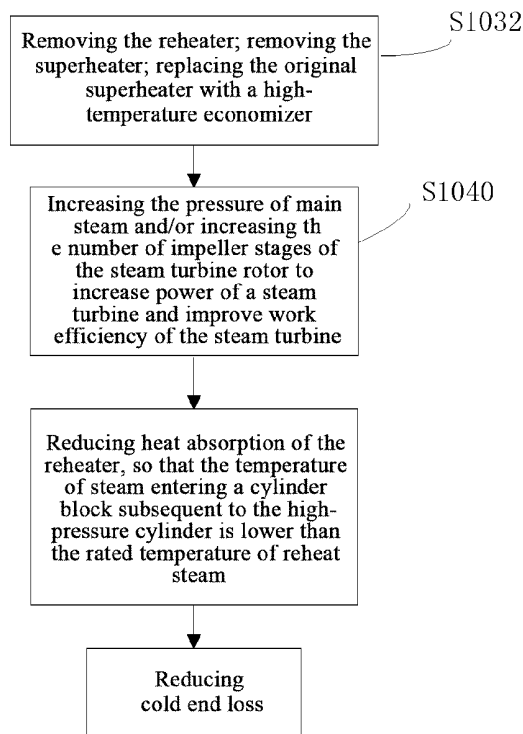 S1032
Removing the reheater; removing the
superheater; replacing the original
superheater with a high-
temperature economizer
S1040
Increasing the pressure of main
steam and/or increasing th
e number of impeller stages of
the steam turbine rotor to
increase power of a steam
turbine and improve work
efficiency of the steam turbine
Reducing heat absorption of the
reheater, so that the temperature
of steam entering a cylinder
block subsequent to the high-
pressure cylinder is lower than
the rated temperature of reheat
steam
Reducing
cold end loss